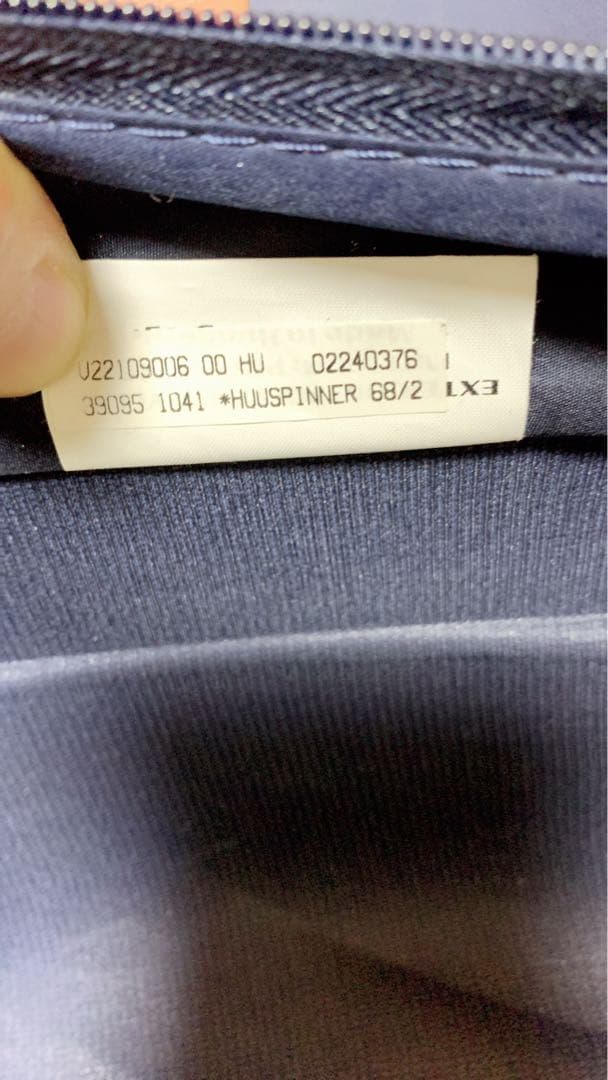 U22109006 00 HU 02240376
39095 1041 *HUUSPINNER 68/2
EX1